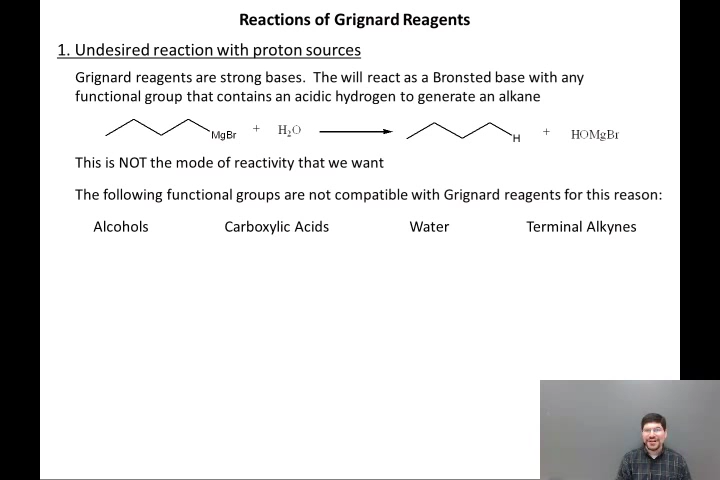 Reactions of Grignard Reagents
1. Undesired reaction with proton sources
Grignard reagents are strong bases.  The will react as a Bronsted base with any
functional group that contains an acidic hydrogen to generate an alkane
MgBr + H₂O H + HOMgBr
This is NOT the mode of reactivity that we want
The following functional groups are not compatible with Grignard reagents for this reason:
Alcohols Carboxylic Acids Water Terminal Alkynes